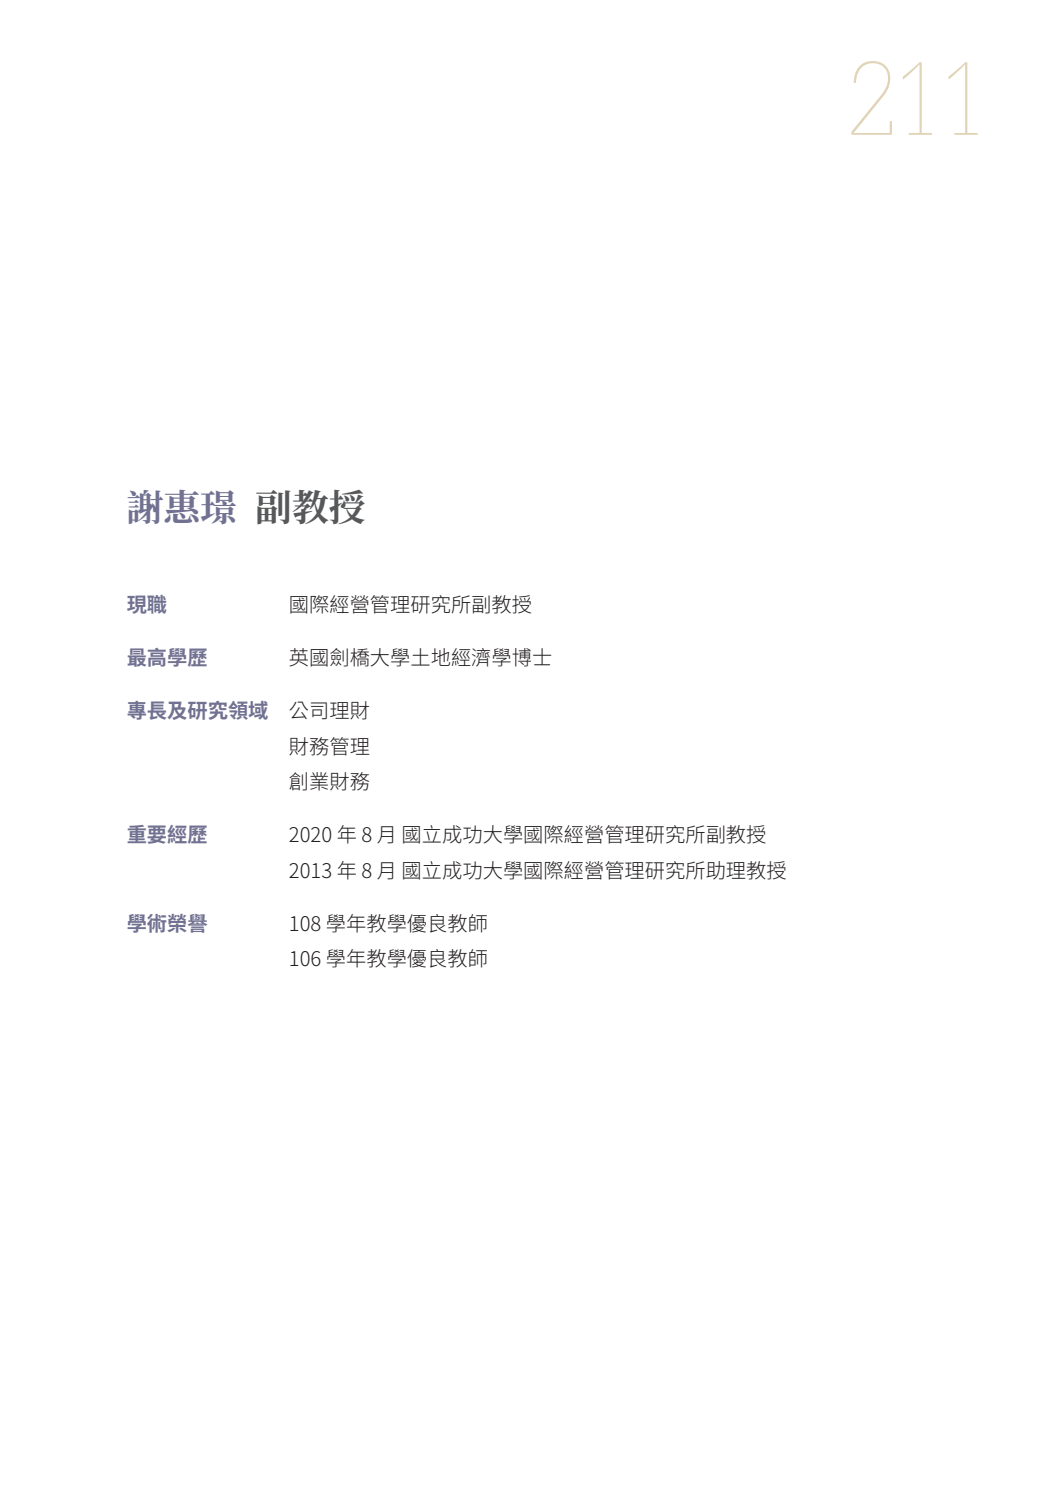 211
謝惠璟 副教授
現職 國際經營管理研究所副教授
最高學歷 英國劍橋大學土地經濟學博士
專長及研究領域 公司理財
財務管理
創業財務
重要經歷 2020 年 8 月 國立成功大學國際經營管理研究所副教授
2013 年 8 月 國立成功大學國際經營管理研究所助理教授
學術榮譽 108 學年教學優良教師
106 學年教學優良教師